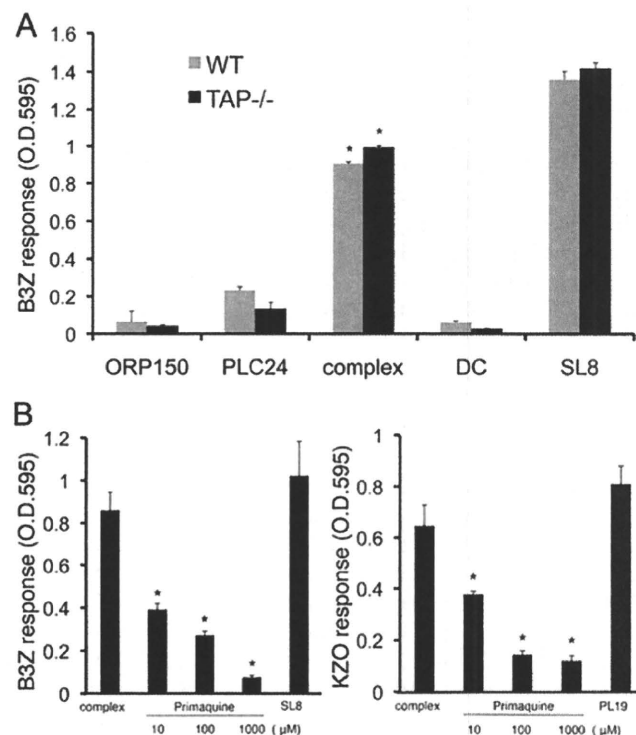 A
B3Z response (O.D.595)
1.6
1.4
1.2
1
0.8
0.6
0.4
0.2
0
WT
TAP-/-
* *
ORP150 PLC24 complex DC SL8
B
B3Z response (O.D.595)
1.2
1
0.8
0.6
0.4
0.2
0
*
*
*
complex Primaquine SL8
10 100 1000 ( μM)
KZO response (O.D.595)
1
0.8
0.6
0.4
0.2
0
*
*
*
complex Primaquine PL19
10 100 1000 ( μM)